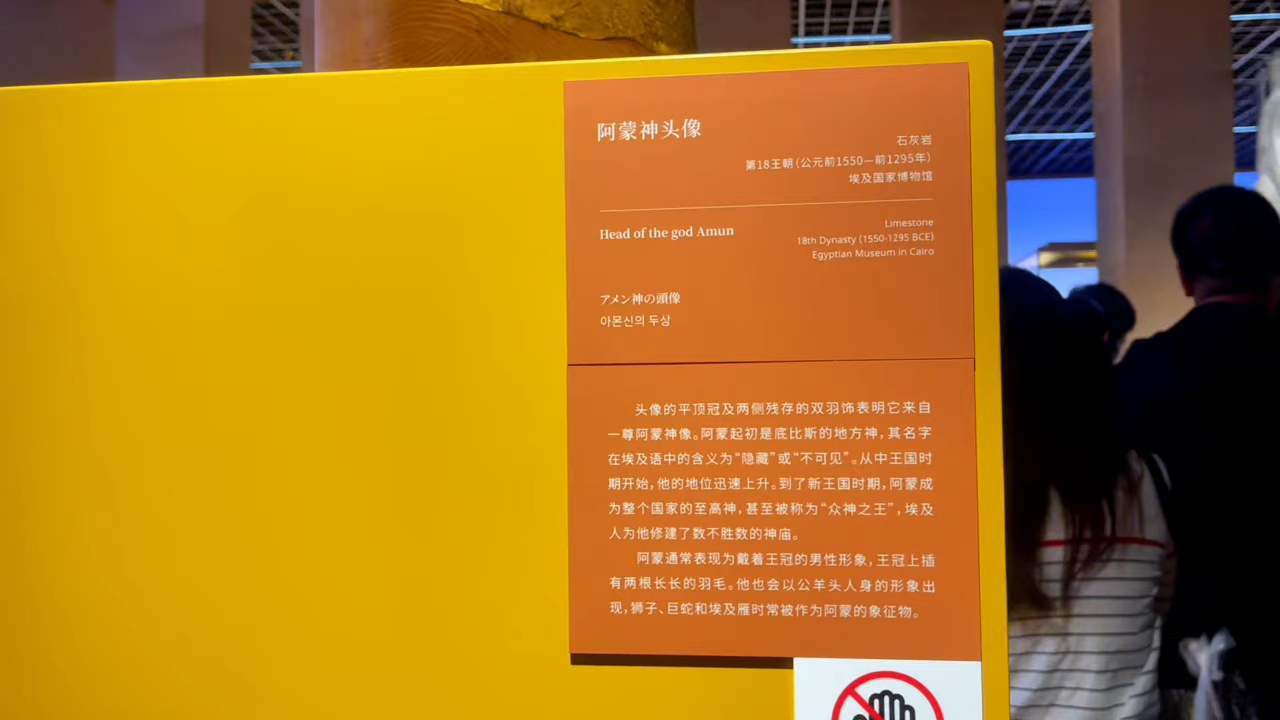 阿蒙神头像
石灰岩
第18王朝(公元前1550—前1295年)
埃及国家博物馆
Head of the god Amun
Limestone
18th Dynasty (1550-1295 BCE)
Egyptian Museum in Cairo
アメン神の頭像
아몬신의 두상
头像的平顶冠及两侧残存的双羽饰表明它来自
一尊阿蒙神像。阿蒙起初是底比斯的地方神，其名字
在埃及语中的含义为“隐藏”或“不可见”。从中王国时
期开始，他的地位迅速上升。到了新王国时期，阿蒙成
为整个国家的至高神，甚至被称为“众神之王”，埃及
人为他修建了数不胜数的神庙。
阿蒙通常表现为戴着王冠的男性形象，王冠上插
有两根长长的羽毛。他也会以公羊头人身的形象出
现，狮子、巨蛇和埃及雁时常被作为阿蒙的象征物。